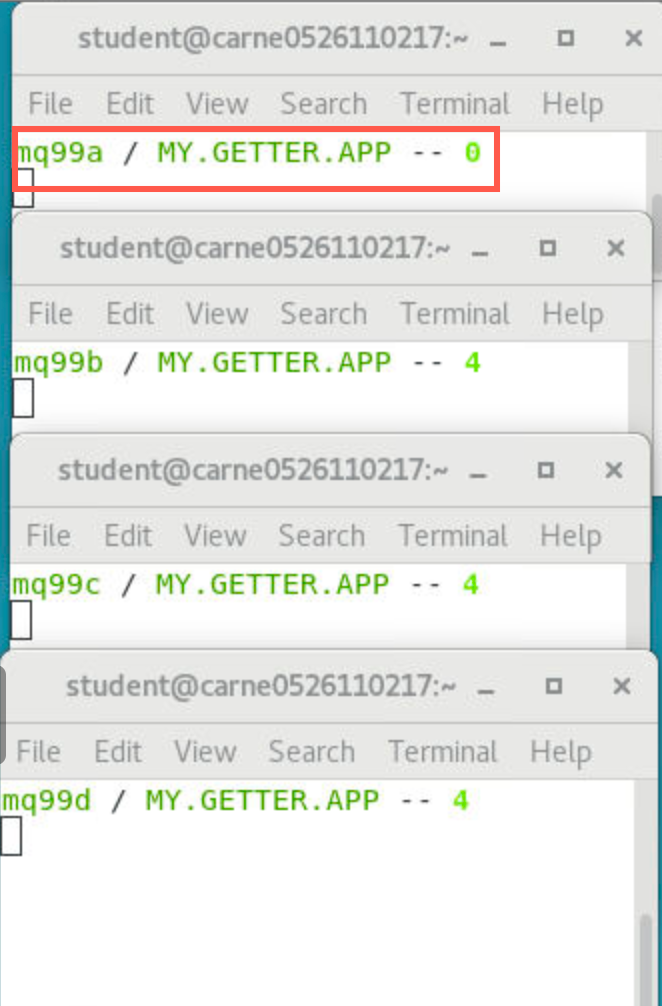 student@carne0526110217:~
File Edit View Search Terminal Help
mq99a / MY.GETTER.APP -- 0
student@carne0526110217:~
File Edit View Search Terminal Help
mq99b / MY.GETTER.APP -- 4
student@carne0526110217:~
File Edit View Search Terminal Help
mq99c / MY.GETTER.APP -- 4
student@carne0526110217:~
File Edit View Search Terminal Help
mq99d / MY.GETTER.APP -- 4